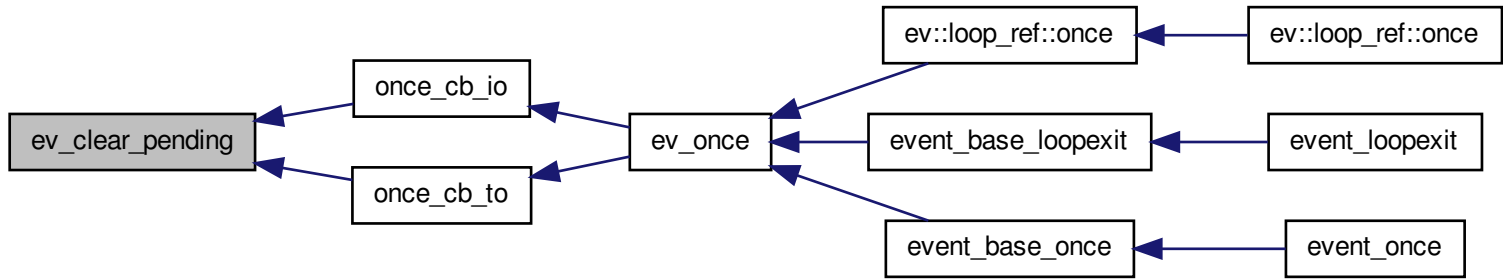 ev_clear_pending
once_cb_io
once_cb_to
ev_once
ev::loop_ref::once
ev::loop_ref::once
event_base_loopexit
event_loopexit
event_base_once
event_once